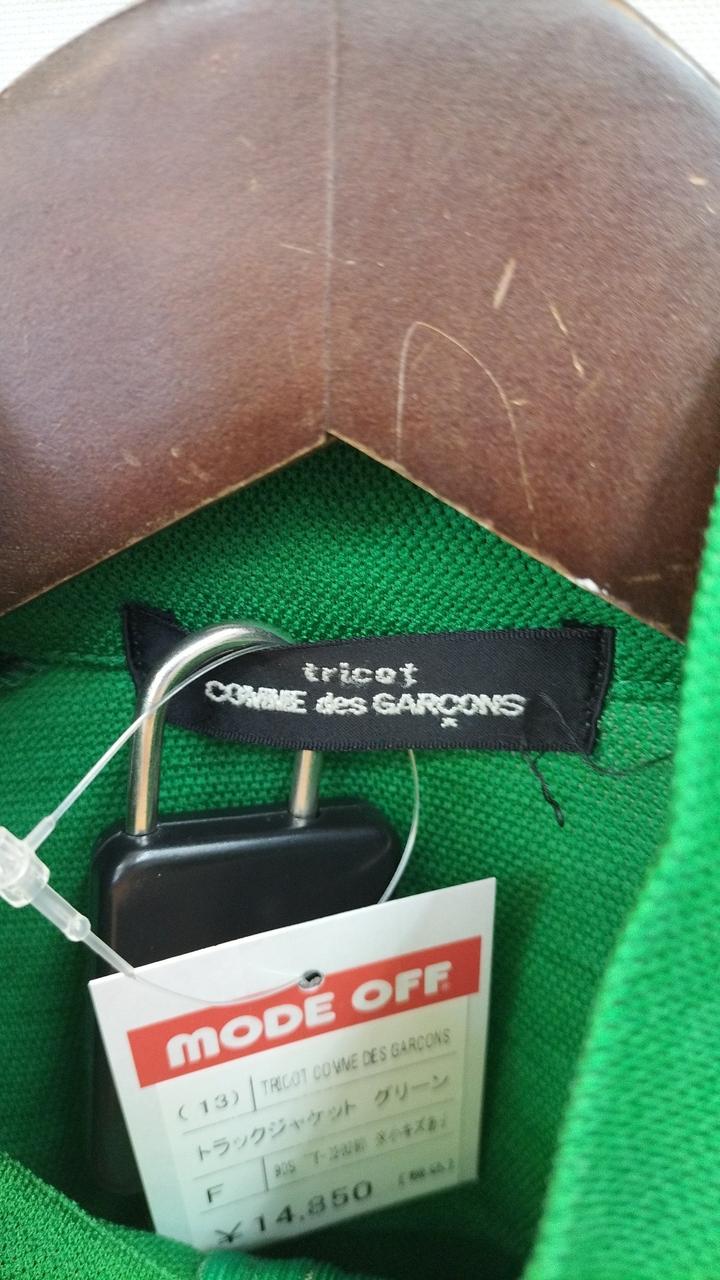 tricot
COMME des GARÇONS
MODE OFF
(13) TRICOT COMME DES GARCONS
トラックジャケット グリーン
F 90S
¥14,850